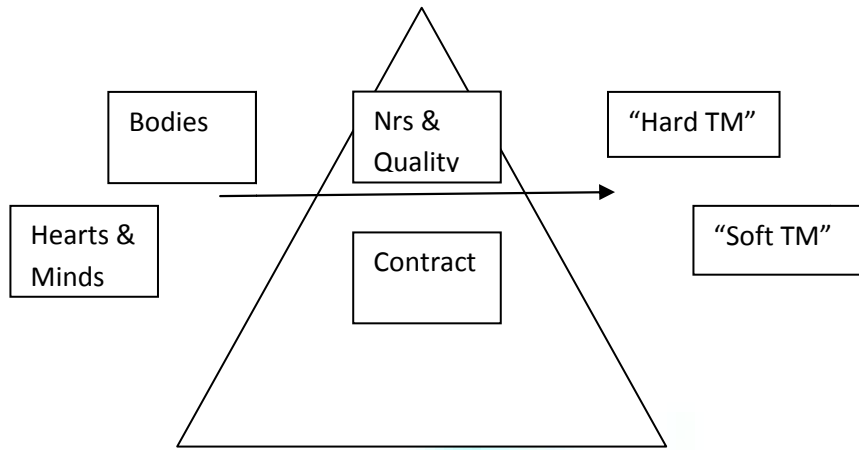 Bodies
Nrs &
Quality
“Hard TM”
Hearts &
Minds
Contract
“Soft TM”